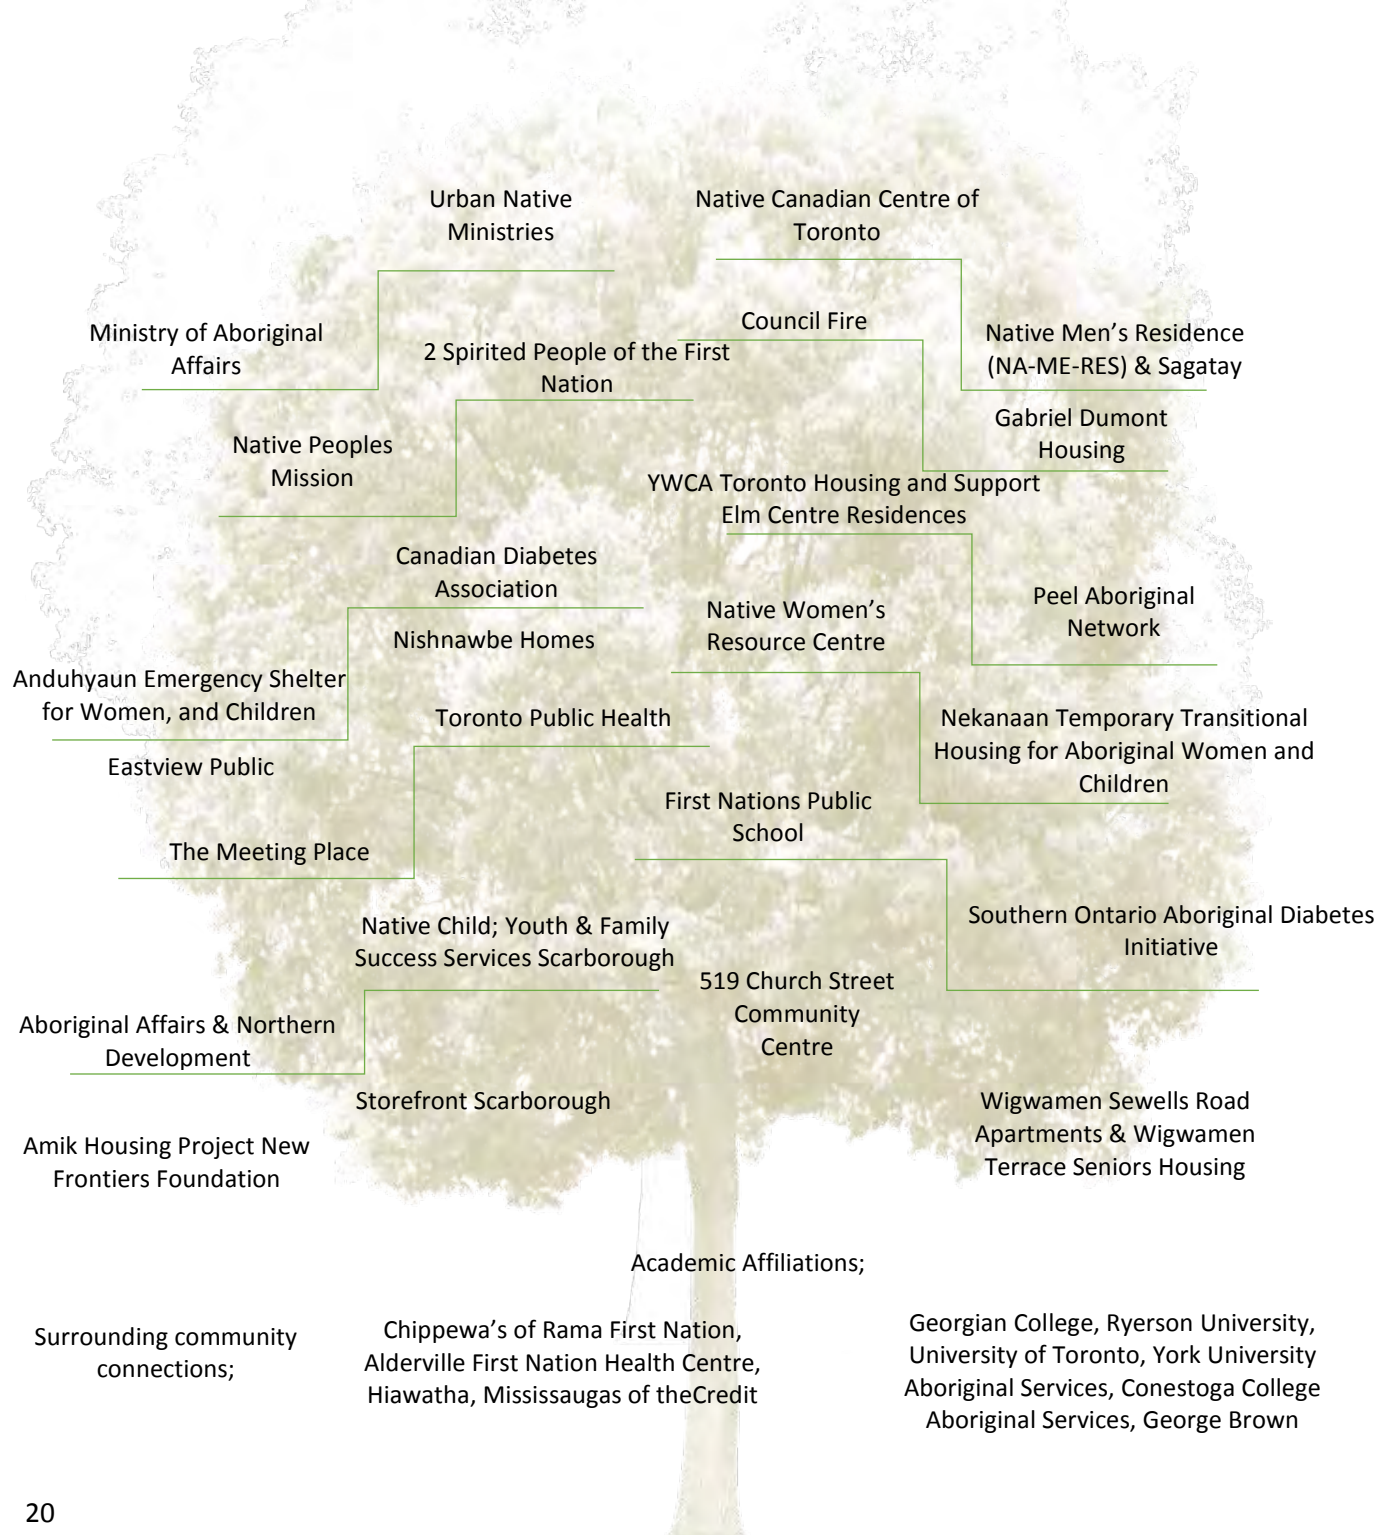 Urban Native
Ministries
Native Canadian Centre of
Toronto
Ministry of Aboriginal
Affairs
2 Spirited People of the First
Nation
Council Fire
Native Men’s Residence
(NA-ME-RES) & Sagatay
Native Peoples
Mission
Gabriel Dumont
Housing
YWCA Toronto Housing and Support
Elm Centre Residences
Canadian Diabetes
Association
Nishnawbe Homes
Native Women’s
Resource Centre
Peel Aboriginal
Network
Anduhyaun Emergency Shelter
for Women, and Children
Eastview Public
Toronto Public Health
Nekanaan Temporary Transitional
Housing for Aboriginal Women and
Children
The Meeting Place
First Nations Public
School
Native Child; Youth & Family
Success Services Scarborough
Southern Ontario Aboriginal Diabetes
Initiative
519 Church Street
Community
Centre
Aboriginal Affairs & Northern
Development
Storefront Scarborough
Wigwamen Sewells Road
Apartments & Wigwamen
Terrace Seniors Housing
Amik Housing Project New
Frontiers Foundation
Academic Affiliations;
Surrounding community
connections;
Chippewa’s of Rama First Nation,
Alderville First Nation Health Centre,
Hiawatha, Mississaugas of theCredit
Georgian College, Ryerson University,
University of Toronto, York University
Aboriginal Services, Conestoga College
Aboriginal Services, George Brown
20